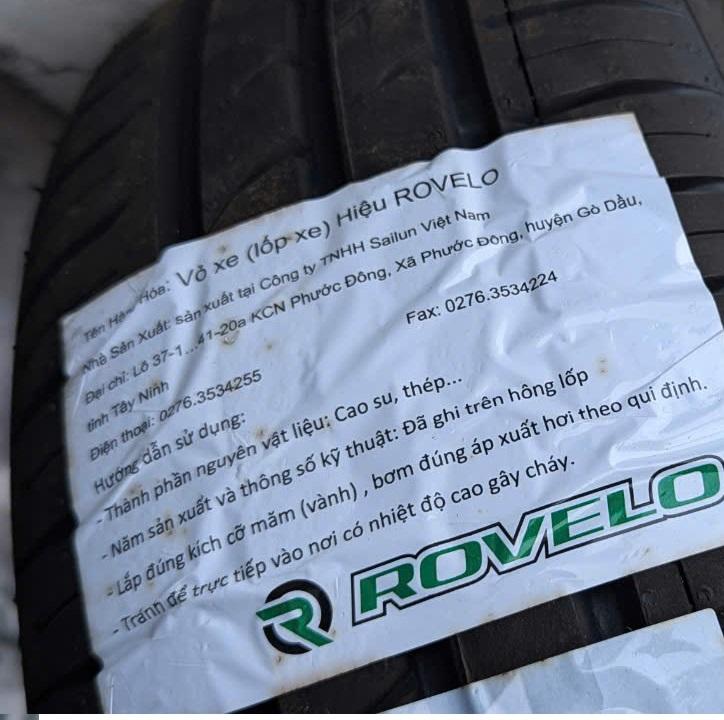 Tên Hàng Hóa: Vỏ xe (lốp xe) Hiệu ROVELO
Nhà Sản Xuất: sản xuất tại Công ty TNHH Sailun Việt Nam
Đại chỉ: Lô 37-1...41-20a KCN Phước Đông, Xã Phước Đông, huyện Gò Dầu,
tỉnh Tây Ninh
Điện thoại: 0276.3534255 Fax: 0276.3534224
Hướng dẫn sử dụng:
- Thành phần nguyên vật liệu: Cao su, thép...
- Năm sản xuất và thông số kỹ thuật: Đã ghi trên hông lốp
- Lắp đúng kích cỡ măm (vành) , bơm đúng áp xuất hơi theo qui định.
- Tránh để trực tiếp vào nơi có nhiệt độ cao gây cháy.
ROVELO